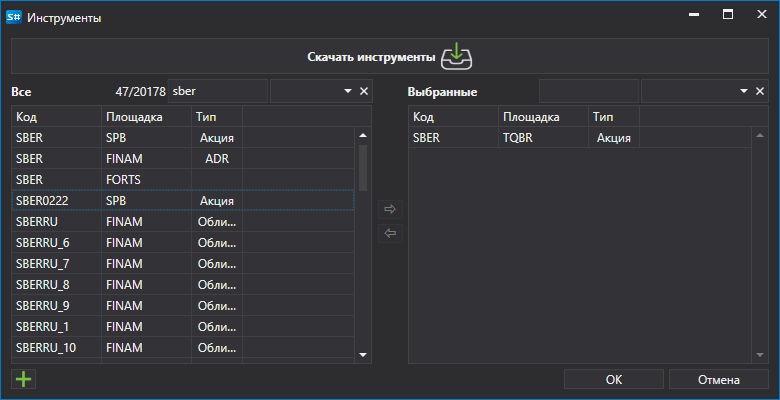 S# Инструменты
Скачать инструменты
Все 47/20178 sber
Выбранные
Код Площадка Тип
SBER SPB Акция
SBER FINAM ADR
SBER FORTS
SBER0222 SPB Акция
SBERRU FINAM Обли...
SBERRU_6 FINAM Обли...
SBERRU_7 FINAM Обли...
SBERRU_8 FINAM Обли...
SBERRU_9 FINAM Обли...
SBERRU_1 FINAM Обли...
SBERRU_10 FINAM Обли...
Код Площадка Тип
SBER TQBR Акция
OK Отмена